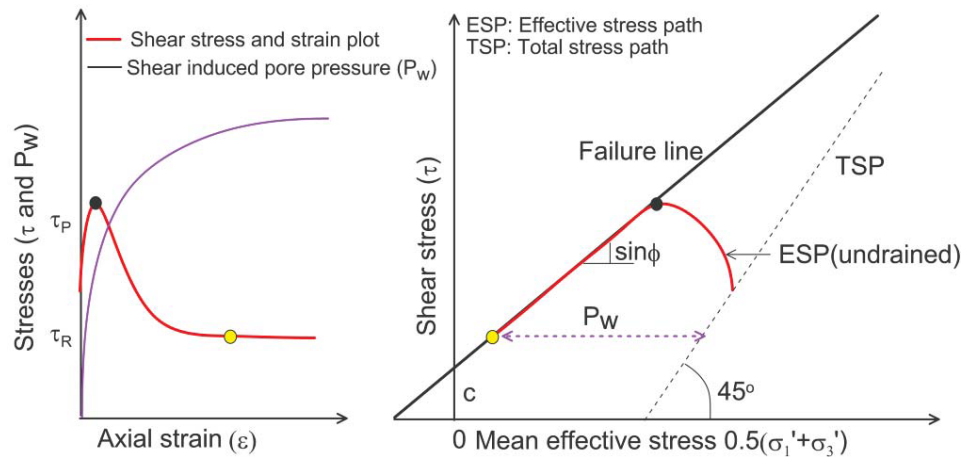 Shear stress and strain plot
Shear induced pore pressure (Pw)
Stresses (τ and Pw)
τP
τR
Axial strain (ε)
ESP: Effective stress path
TSP: Total stress path
Failure line
TSP
sinϕ
ESP(undrained)
Pw
45°
c
Shear stress (τ)
0 Mean effective stress 0.5(σ1'+σ3')